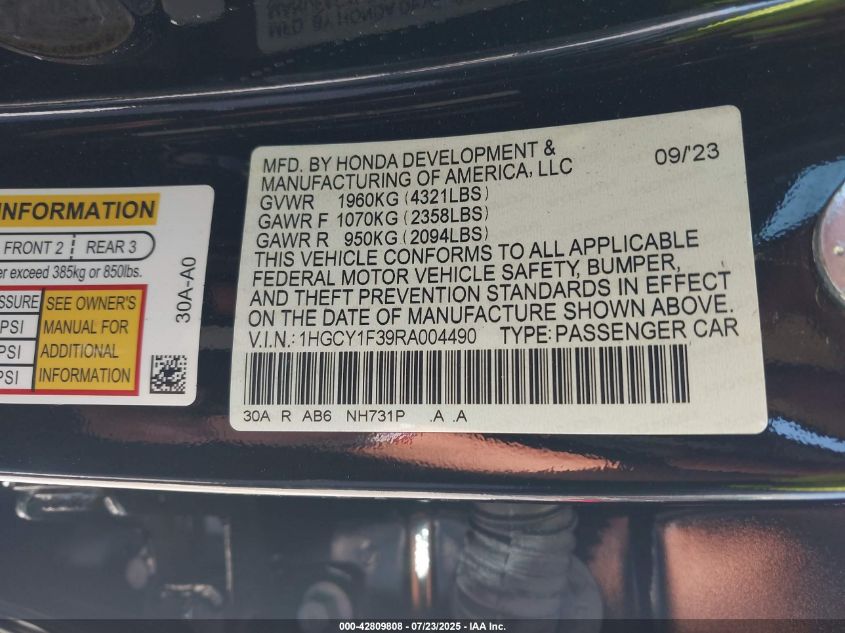 MFD. BY HONDA DEVELOPMENT &
MANUFACTURING OF AMERICA, LLC
09/'23
GVWR 1960KG (4321LBS)
GAWR F 1070KG (2358LBS)
GAWR R 950KG (2094LBS)
THIS VEHICLE CONFORMS TO ALL APPLICABLE
FEDERAL MOTOR VEHICLE SAFETY, BUMPER,
AND THEFT PREVENTION STANDARDS IN EFFECT
ON THE DATE OF MANUFACTURE SHOWN ABOVE.
V.I.N.: 1HGCY1F39RA004490 TYPE: PASSENGER CAR
30A R AB6 NH731P .A .A
INFORMATION
FRONT 2 REAR 3
exceed 385kg or 850lbs.
SEE OWNER'S
PSI MANUAL FOR
PSI ADDITIONAL
PSI INFORMATION
30A-A0
000-42809808 - 07/23/2025 - IAA Inc.